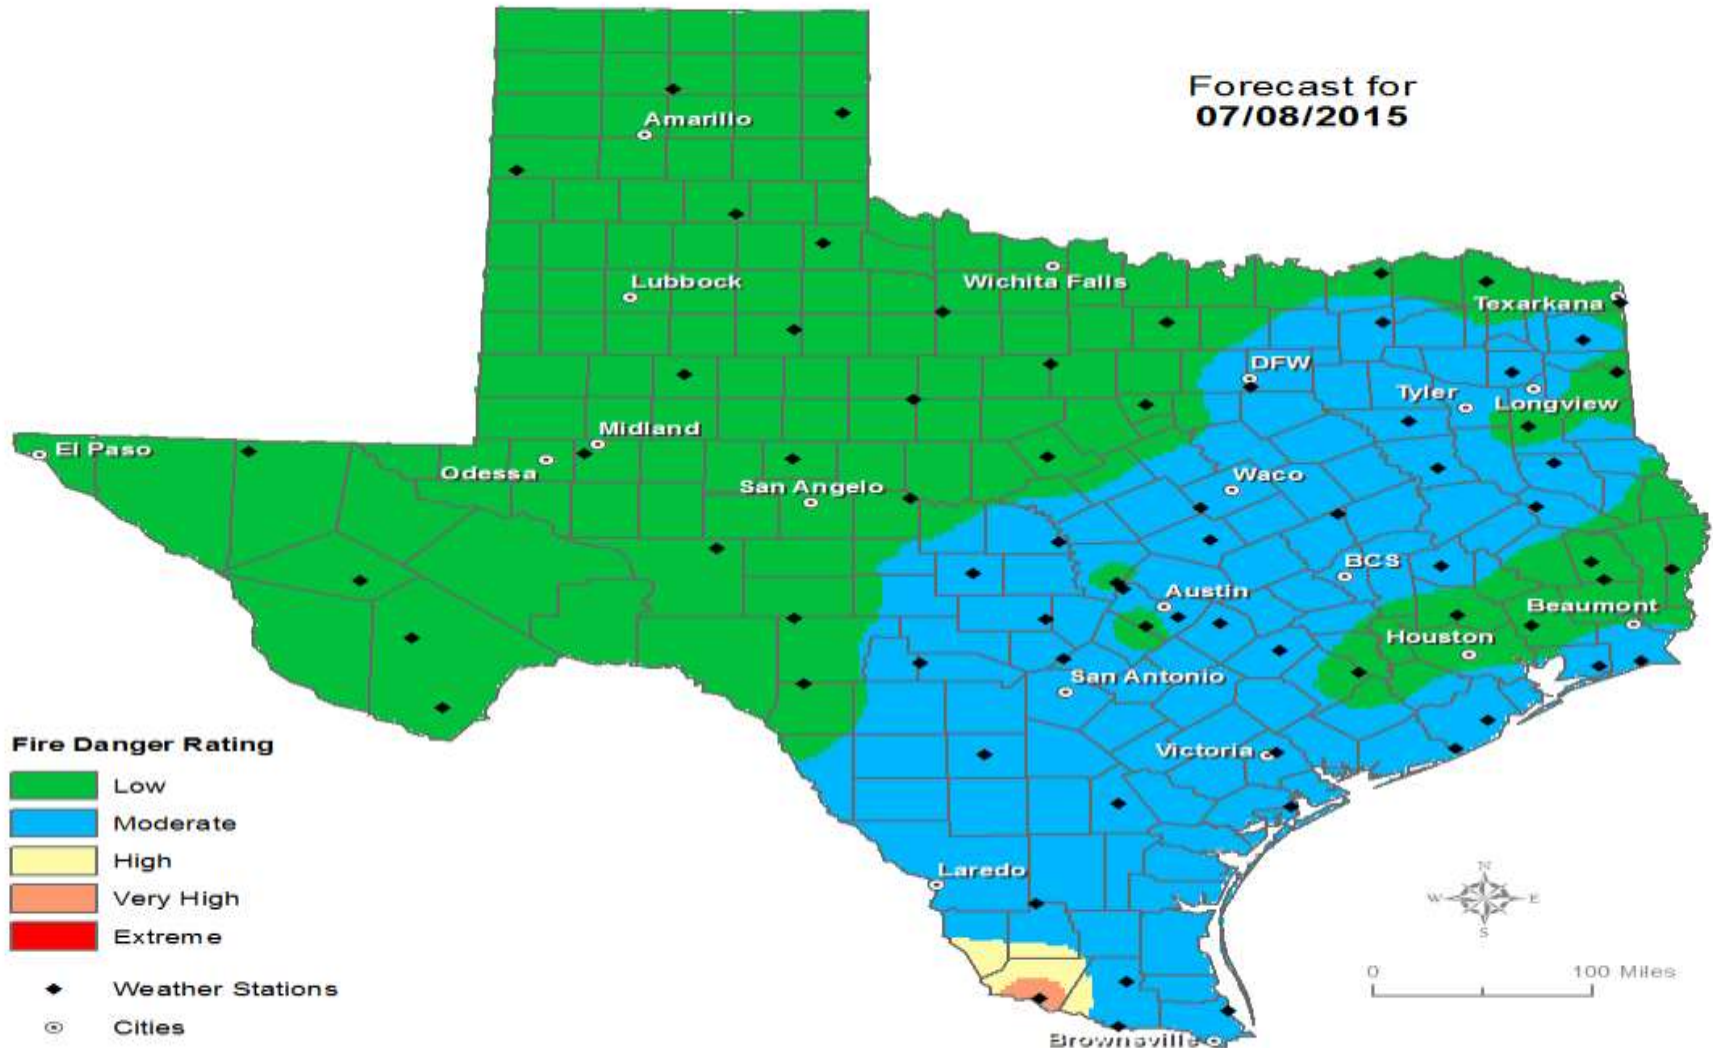 Forecast for
07/08/2015
Amarillo
Lubbock
Wichita Falls
Texarkana
DFW
Tyler
Longview
Midland
El Paso
Odessa
San Angelo
Waco
BCS
Austin
Beaumont
Houston
San Antonio
Victoria
Laredo
Brownsville
Fire Danger Rating
Low
Moderate
High
Very High
Extreme
Weather Stations
Cities
N
W E
S
0 100 Miles